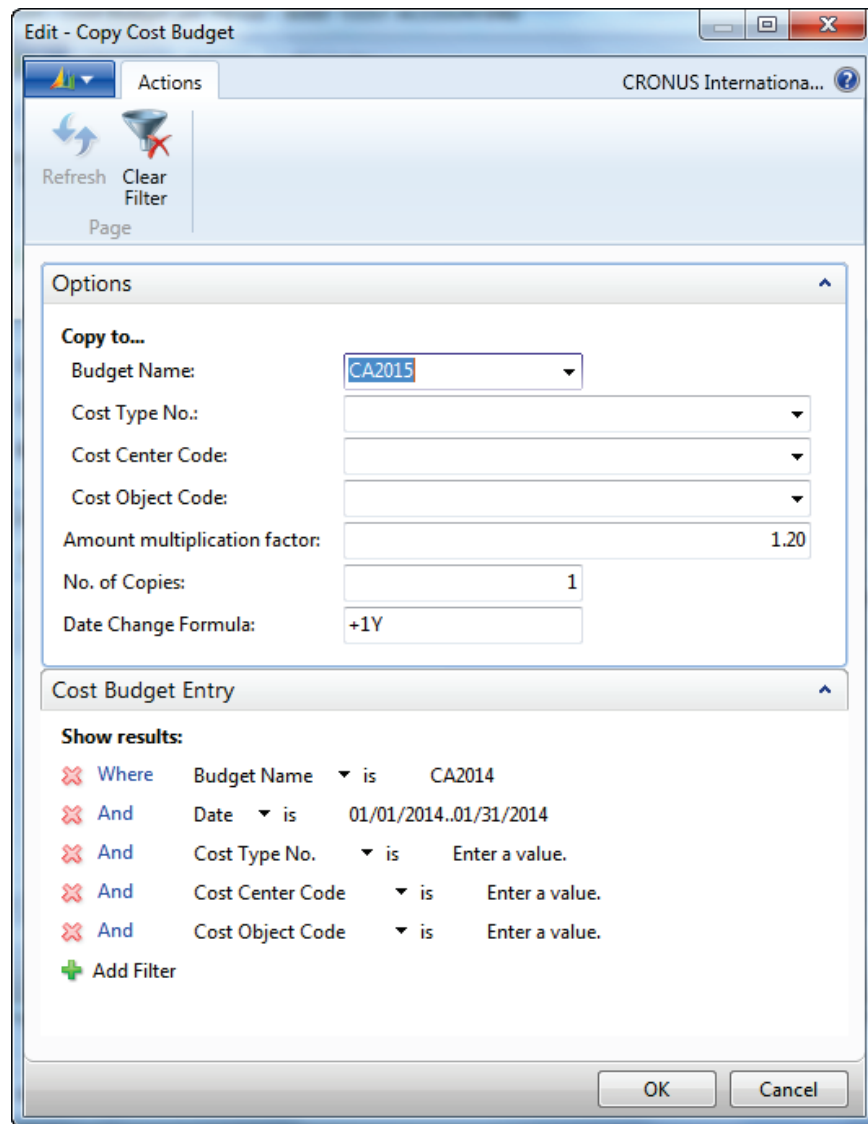 Edit - Copy Cost Budget
Actions
CRONUS Internationa...
Refresh
Clear Filter
Page
Options
Copy to...
Budget Name: CA2015
Cost Type No.:
Cost Center Code:
Cost Object Code:
Amount multiplication factor: 1.20
No. of Copies: 1
Date Change Formula: +1Y
Cost Budget Entry
Show results:
Where Budget Name is CA2014
And Date is 01/01/2014..01/31/2014
And Cost Type No. is Enter a value.
And Cost Center Code is Enter a value.
And Cost Object Code is Enter a value.
Add Filter
OK Cancel